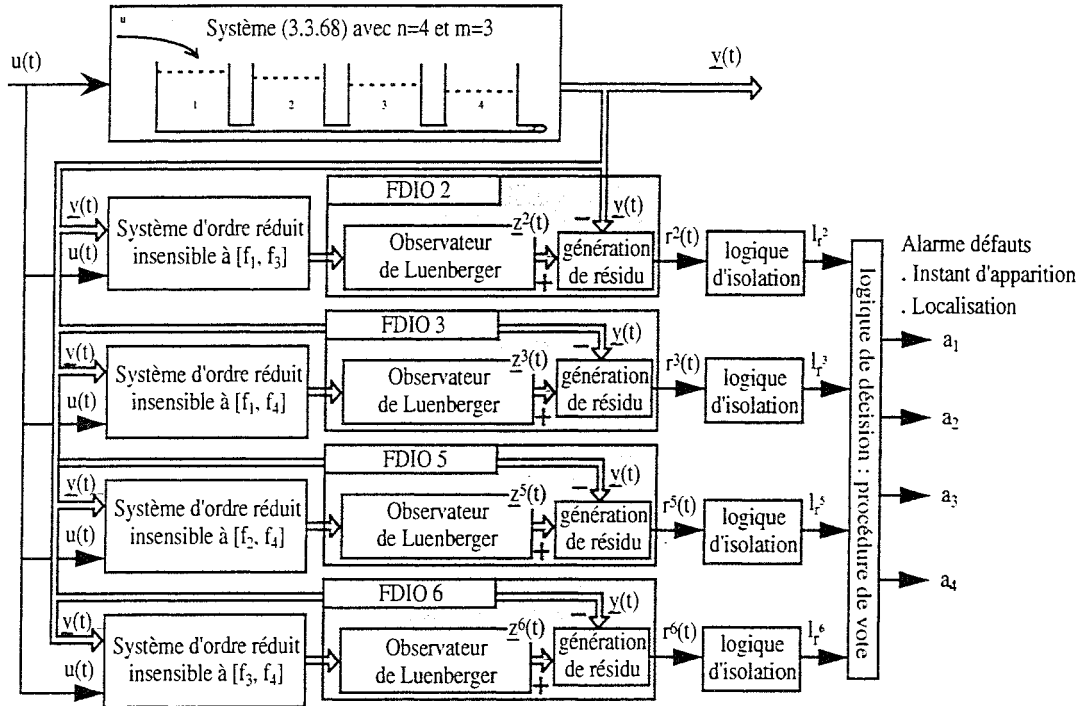 u
Système (3.3.68) avec n=4 et m=3
u(t)
y(t)
1
2
3
4
FDIO 2
y(t)
u(t)
Système d'ordre réduit
insensible à [f1, f3]
Observateur
de Luenberger
z²(t)
+
−
y(t)
génération
de résidu
r²(t)
logique
d'isolation
Ir²
FDIO 3
y(t)
u(t)
Système d'ordre réduit
insensible à [f1, f4]
Observateur
de Luenberger
z³(t)
+
−
y(t)
génération
de résidu
r³(t)
logique
d'isolation
Ir³
FDIO 5
y(t)
u(t)
Système d'ordre réduit
insensible à [f2, f4]
Observateur
de Luenberger
z⁵(t)
+
−
y(t)
génération
de résidu
r⁵(t)
logique
d'isolation
Ir⁵
FDIO 6
y(t)
u(t)
Système d'ordre réduit
insensible à [f3, f4]
Observateur
de Luenberger
z⁶(t)
+
−
y(t)
génération
de résidu
r⁶(t)
logique
d'isolation
Ir⁶
logique de décision : procédure de vote
Alarme défauts
. Instant d'apparition
. Localisation
a1
a2
a3
a4